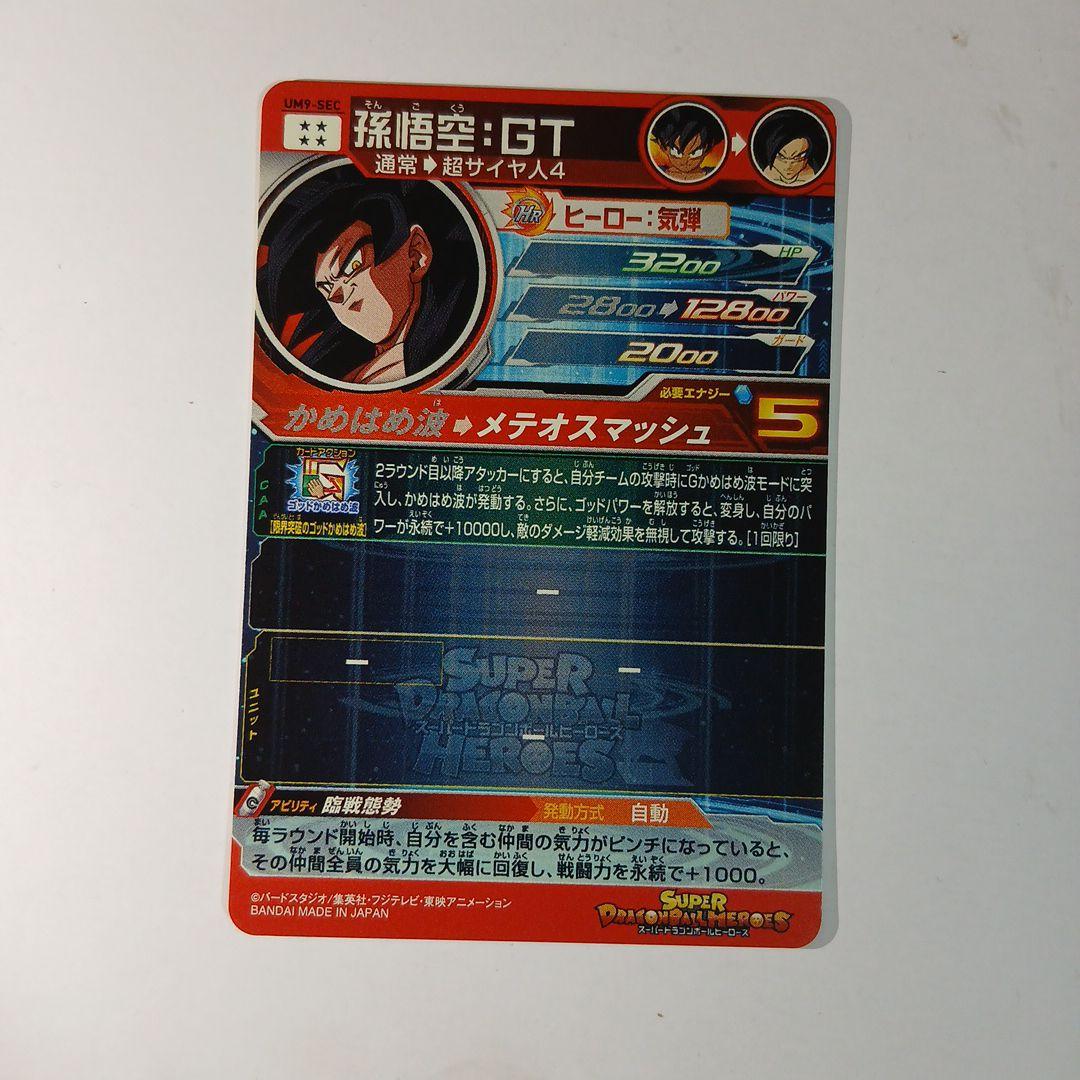 UM9-SEC
孫悟空:GT
そん ご くう
通常➡超サイヤ人4
HR ヒーロー:気弾
HP
3200
パワー
2800➡12800
ガード
2000
必要エナジー 5
かめはめ波➡メテオスマッシュ
は
CAA
カードアクション
ゴッドかめはめ波
[限界突破のゴッドかめはめ波]
2ラウンド目以降アタッカーにすると、自分チームの攻撃時にGかめはめ波モードに突
入し、かめはめ波が発動する。さらに、ゴッドパワーを解放すると、変身し、自分のパ
ワーが永続で+10000し、敵のダメージ軽減効果を無視して攻撃する。[1回限り]
ー
ユニット
ー
ー
ー
SUPER
DRAGONBALL
スーパードラゴンボールヒーローズ
HEROES
アビリティ 臨戦態勢
発動方式 自動
毎ラウンド開始時、自分を含む仲間の気力がピンチになっていると、
その仲間全員の気力を大幅に回復し、戦闘力を永続で+1000。
©バードスタジオ/集英社・フジテレビ・東映アニメーション
BANDAI MADE IN JAPAN
SUPER
DRAGONBALL HEROES
スーパードラゴンボールヒーローズ